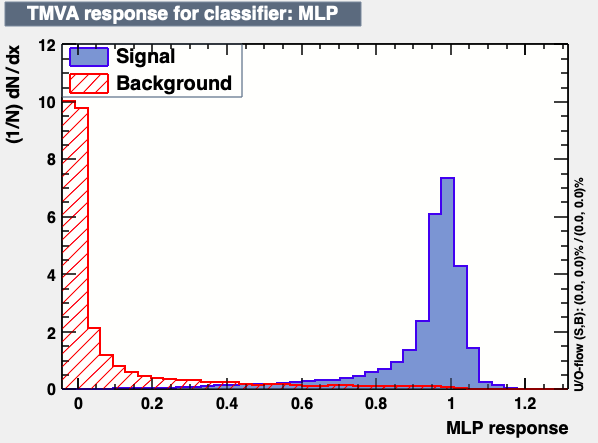 TMVA response for classifier: MLP
(1/N) dN / dx
12
10
8
6
4
2
0
Signal
Background
0 0.2 0.4 0.6 0.8 1 1.2
MLP response
U/O-flow (S,B): (0.0, 0.0)% / (0.0, 0.0)%